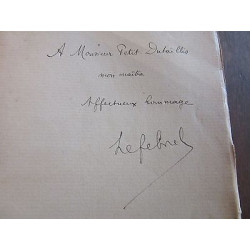 A Monsieur Petit Dutaillis
mon maître
Affectueux hommage
Lefebvre